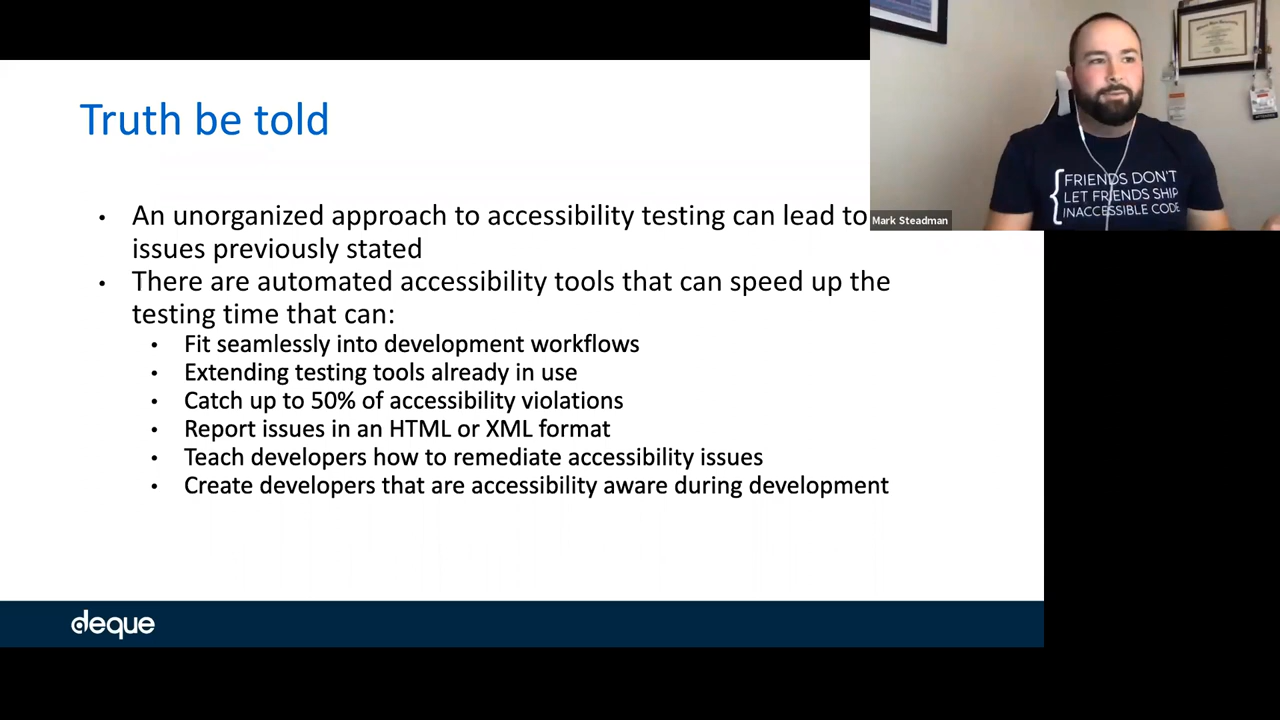 Truth be told
• An unorganized approach to accessibility testing can lead to
issues previously stated
• There are automated accessibility tools that can speed up the
testing time that can:
• Fit seamlessly into development workflows
• Extending testing tools already in use
• Catch up to 50% of accessibility violations
• Report issues in an HTML or XML format
• Teach developers how to remediate accessibility issues
• Create developers that are accessibility aware during development
deque
FRIENDS DON'T
LET FRIENDS SHIP
INACCESSIBLE CODE
Mark Steadman